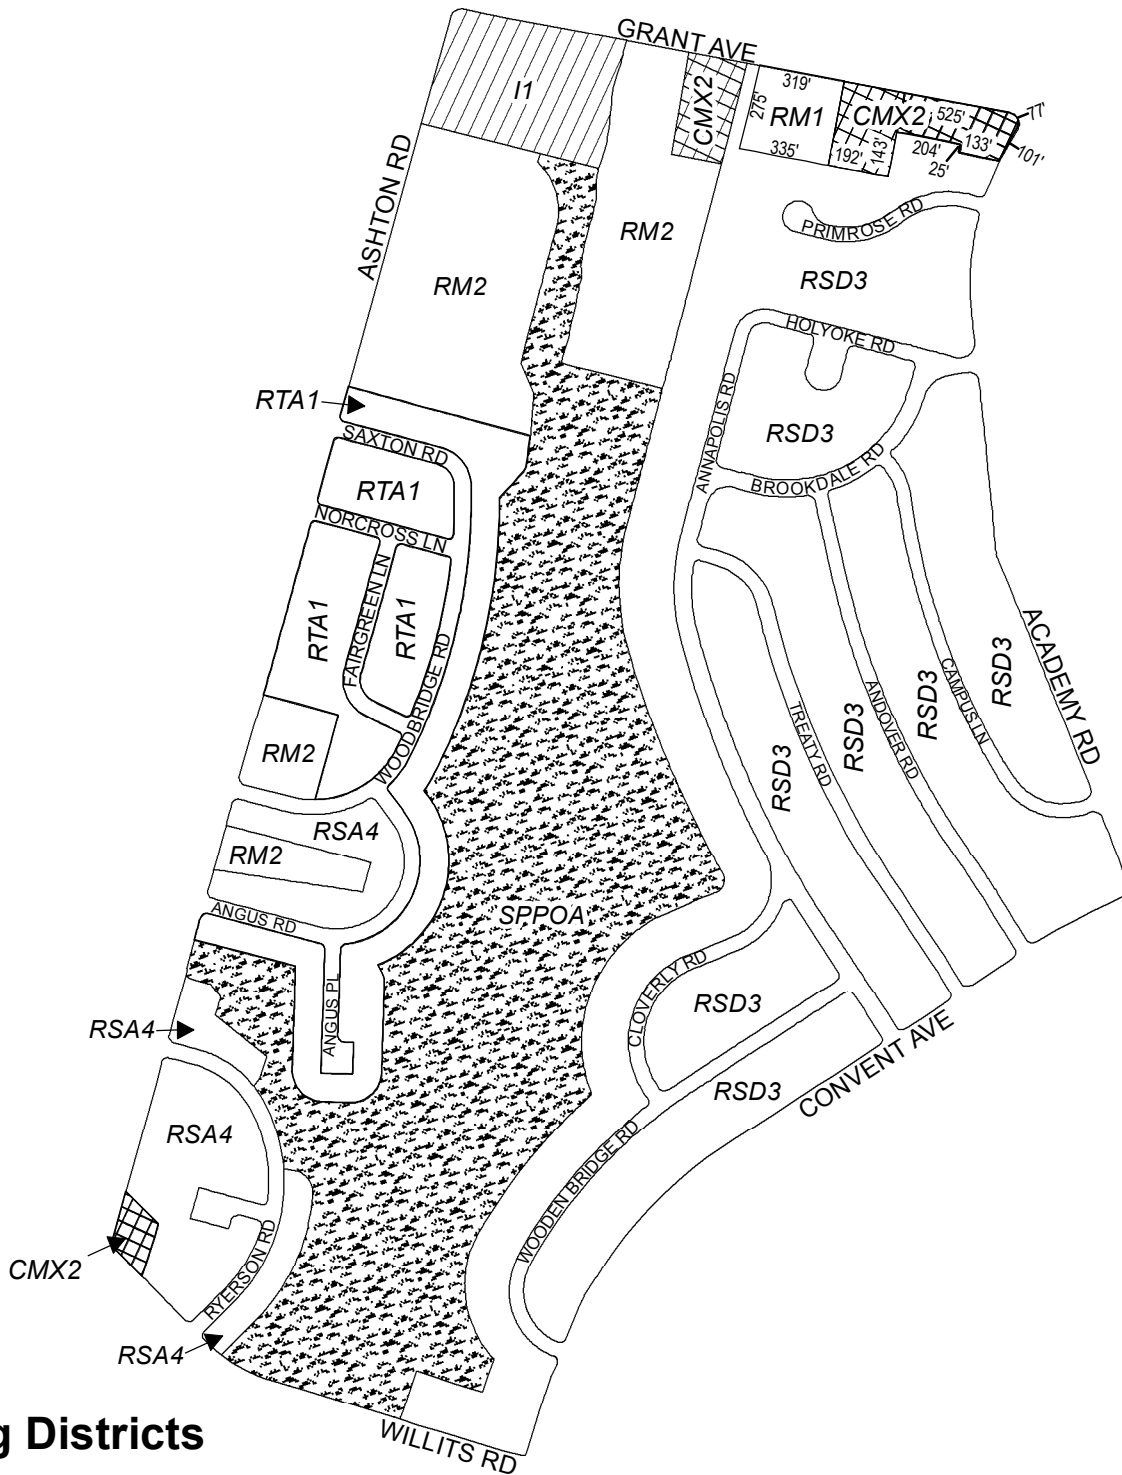 GRANT AVE
I1
CMX2
319'
275'
RM1
335'
CMX2
525'
77'
192'
143'
204'
25'
133'
101'
ASHTON RD
RM2
RM2
PRIMROSE RD
RSD3
HOLYOKE RD
RTA1
ANNAPOLIS RD
RSD3
SAXTON RD
BROOKDALE RD
RTA1
NORCROSS LN
RTA1
FAIRGREEN LN
RTA1
WOODBRIDGE RD
RSD3
TREATY RD
RSD3
ANDOVER RD
RSD3
CAMPUS LN
RSD3
ACADEMY RD
RM2
RSA4
RM2
ANGUS RD
SPPOA
ANGUS PL
CLOVERLY RD
RSD3
RSA4
RSD3
CONVENT AVE
RSA4
WOODEN BRIDGE RD
CMX2
RYERSON RD
RSA4
g Districts
WILLITS RD